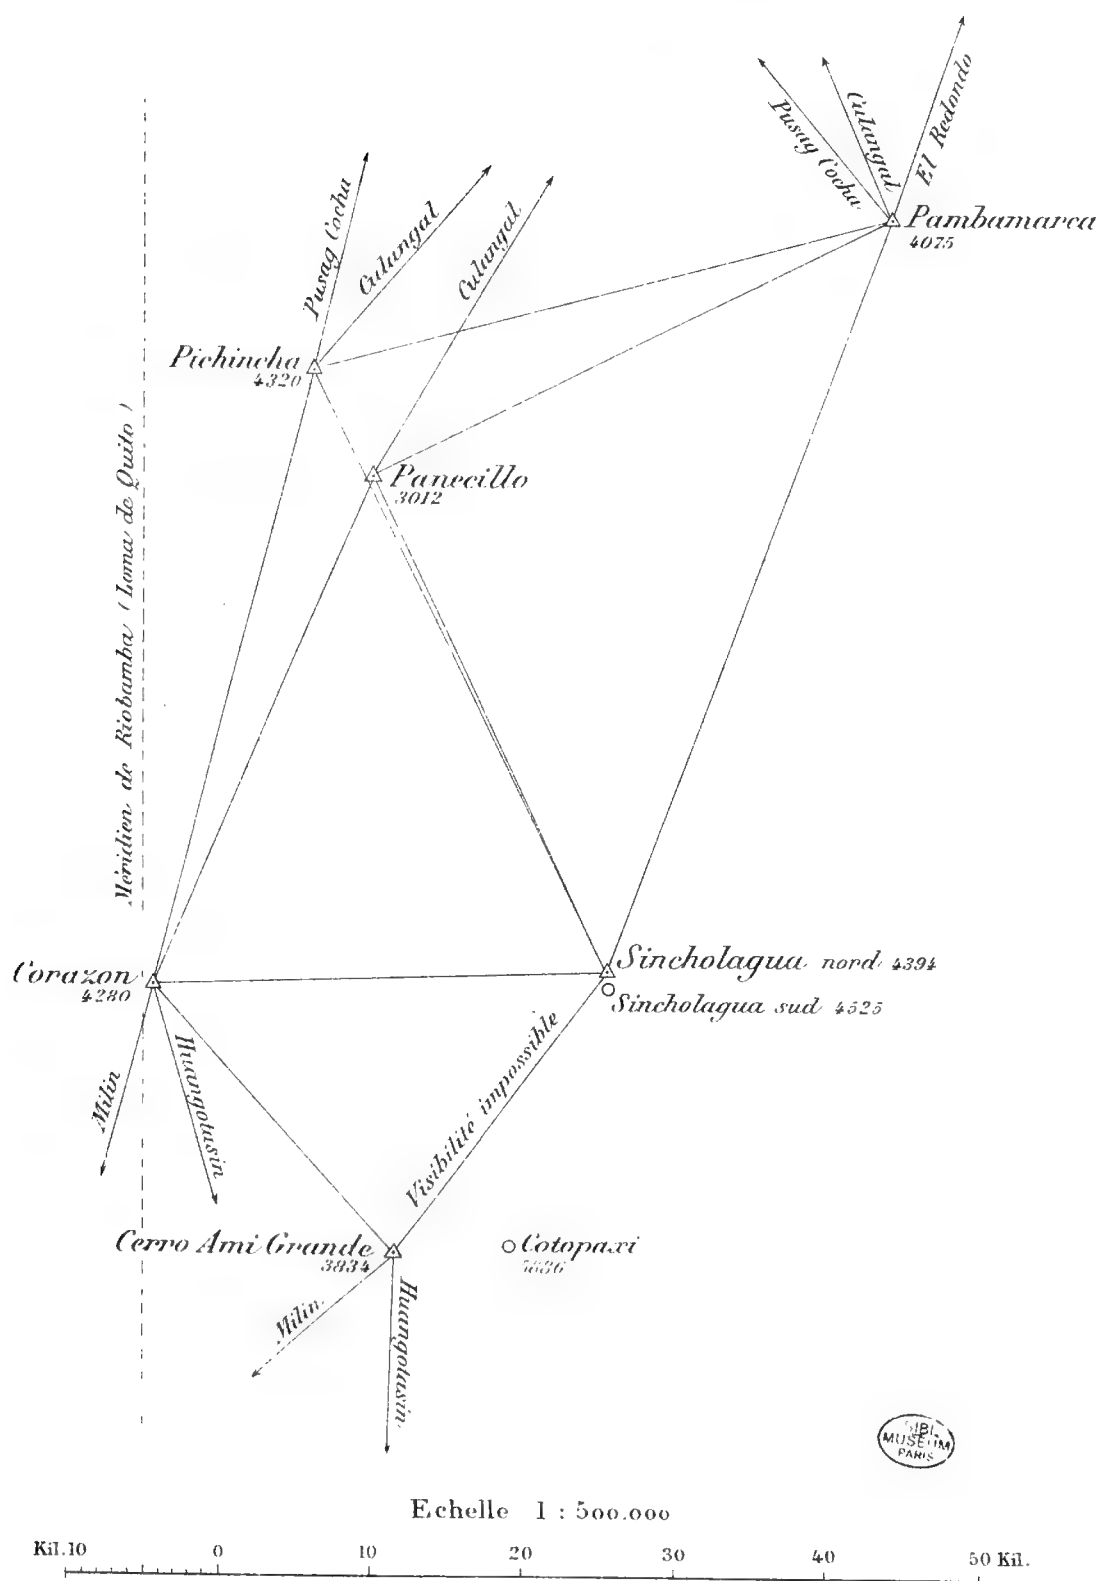 El Redondo
Culangal
Pusag Cocha
Pambamarca
4075
Pusag Cocha
Culangal
Culangal
Pichincha
4320
Panecillo
3012
Méridien de Riobamba (Loma de Quito)
Corazon
4280
Sincholagua nord 4394
Sincholagua sud 4525
Milin
Huangotasin
Visibilité impossible
Cerro Ami Grande
3834
Cotopaxi
Milin
Huangotasin
MUSEUM
PARIS
Echelle 1 : 500.000
Kil. 10 0 10 20 30 40 50 Kil.